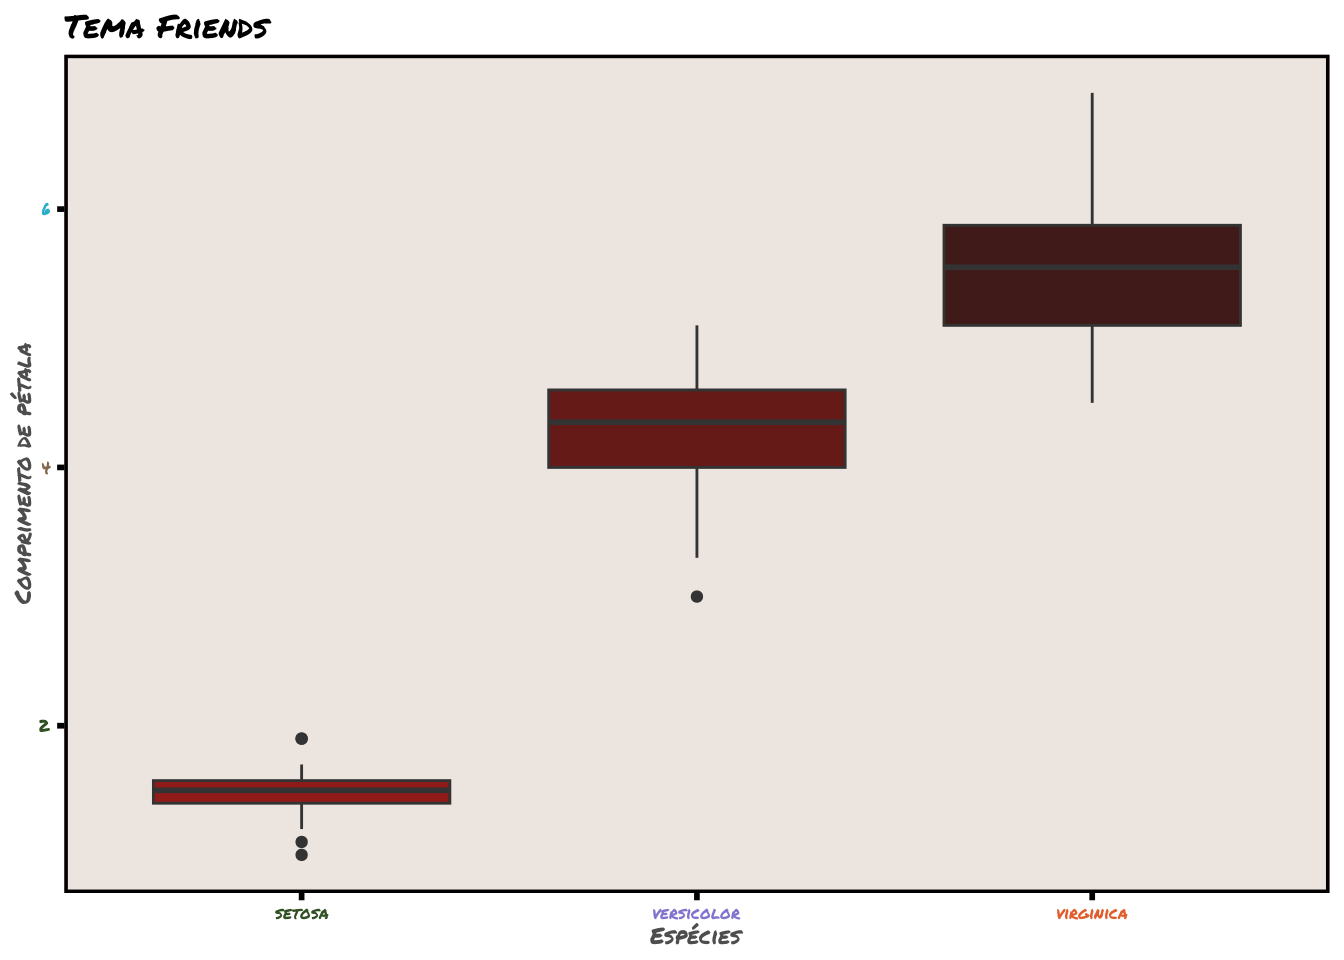 Tema Friends
6
4
2
Comprimento de pétala
setosa
versicolor
virginica
Espécies